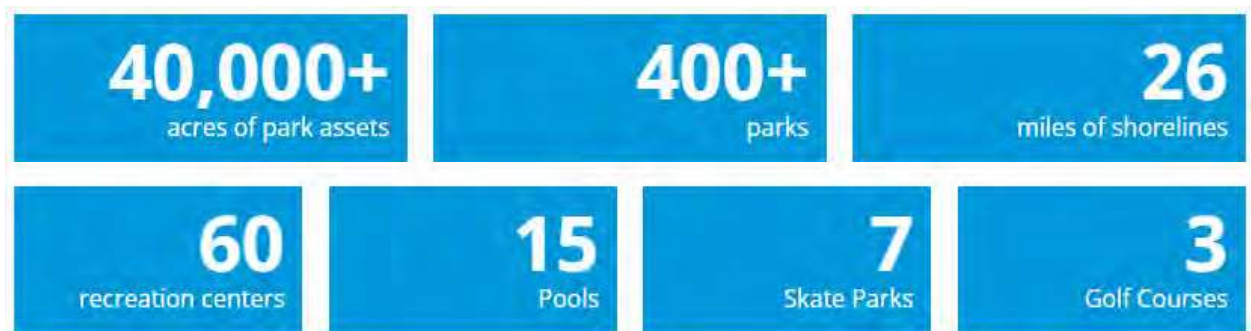 40,000+
acres of park assets
400+
parks
26
miles of shorelines
60
recreation centers
15
Pools
7
Skate Parks
3
Golf Courses